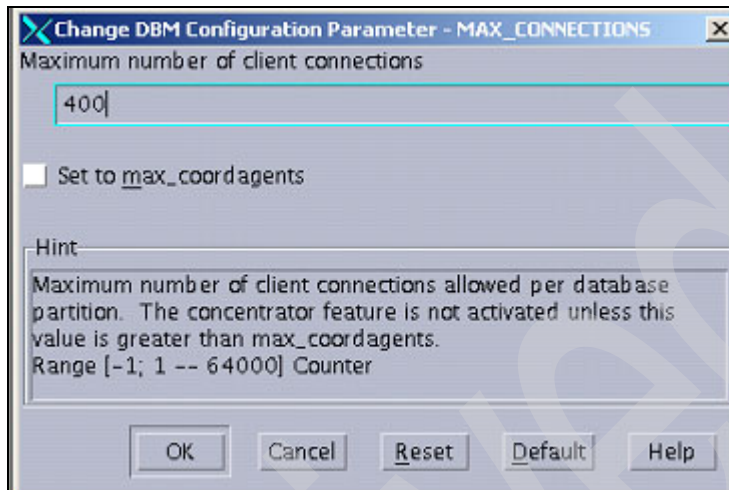 Change DBM Configuration Parameter - MAX_CONNECTIONS
Maximum number of client connections
400
Set to max_coordagents
Hint
Maximum number of client connections allowed per database
partition. The concentrator feature is not activated unless this
value is greater than max_coordagents.
Range [-1; 1 -- 64000] Counter
OK Cancel Reset Default Help